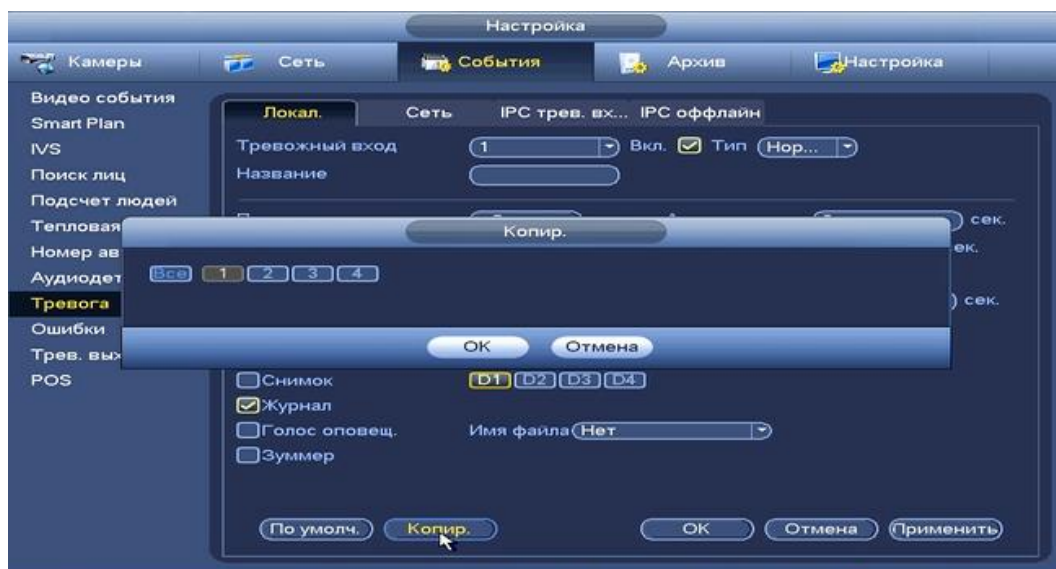 Настройка
Камеры Сеть События Архив Настройка
Видео события
Smart Plan
IVS
Поиск лиц
Подсчет людей
Тепловая
Номер ав
Аудиодет
Тревога
Ошибки
Трев. вых
POS
Локал. Сеть IPC трев. вх... IPC оффлайн
Тревожный вход 1 Вкл. Тип Нор...
Название
сек.
Копир.
ек.
Все 1 2 3 4
сек.
OK Отмена
Снимок D1 D2 D3 D4
Журнал
Голос оповещ. Имя файла Нет
Зуммер
По умолч. Копир. OK Отмена Применить